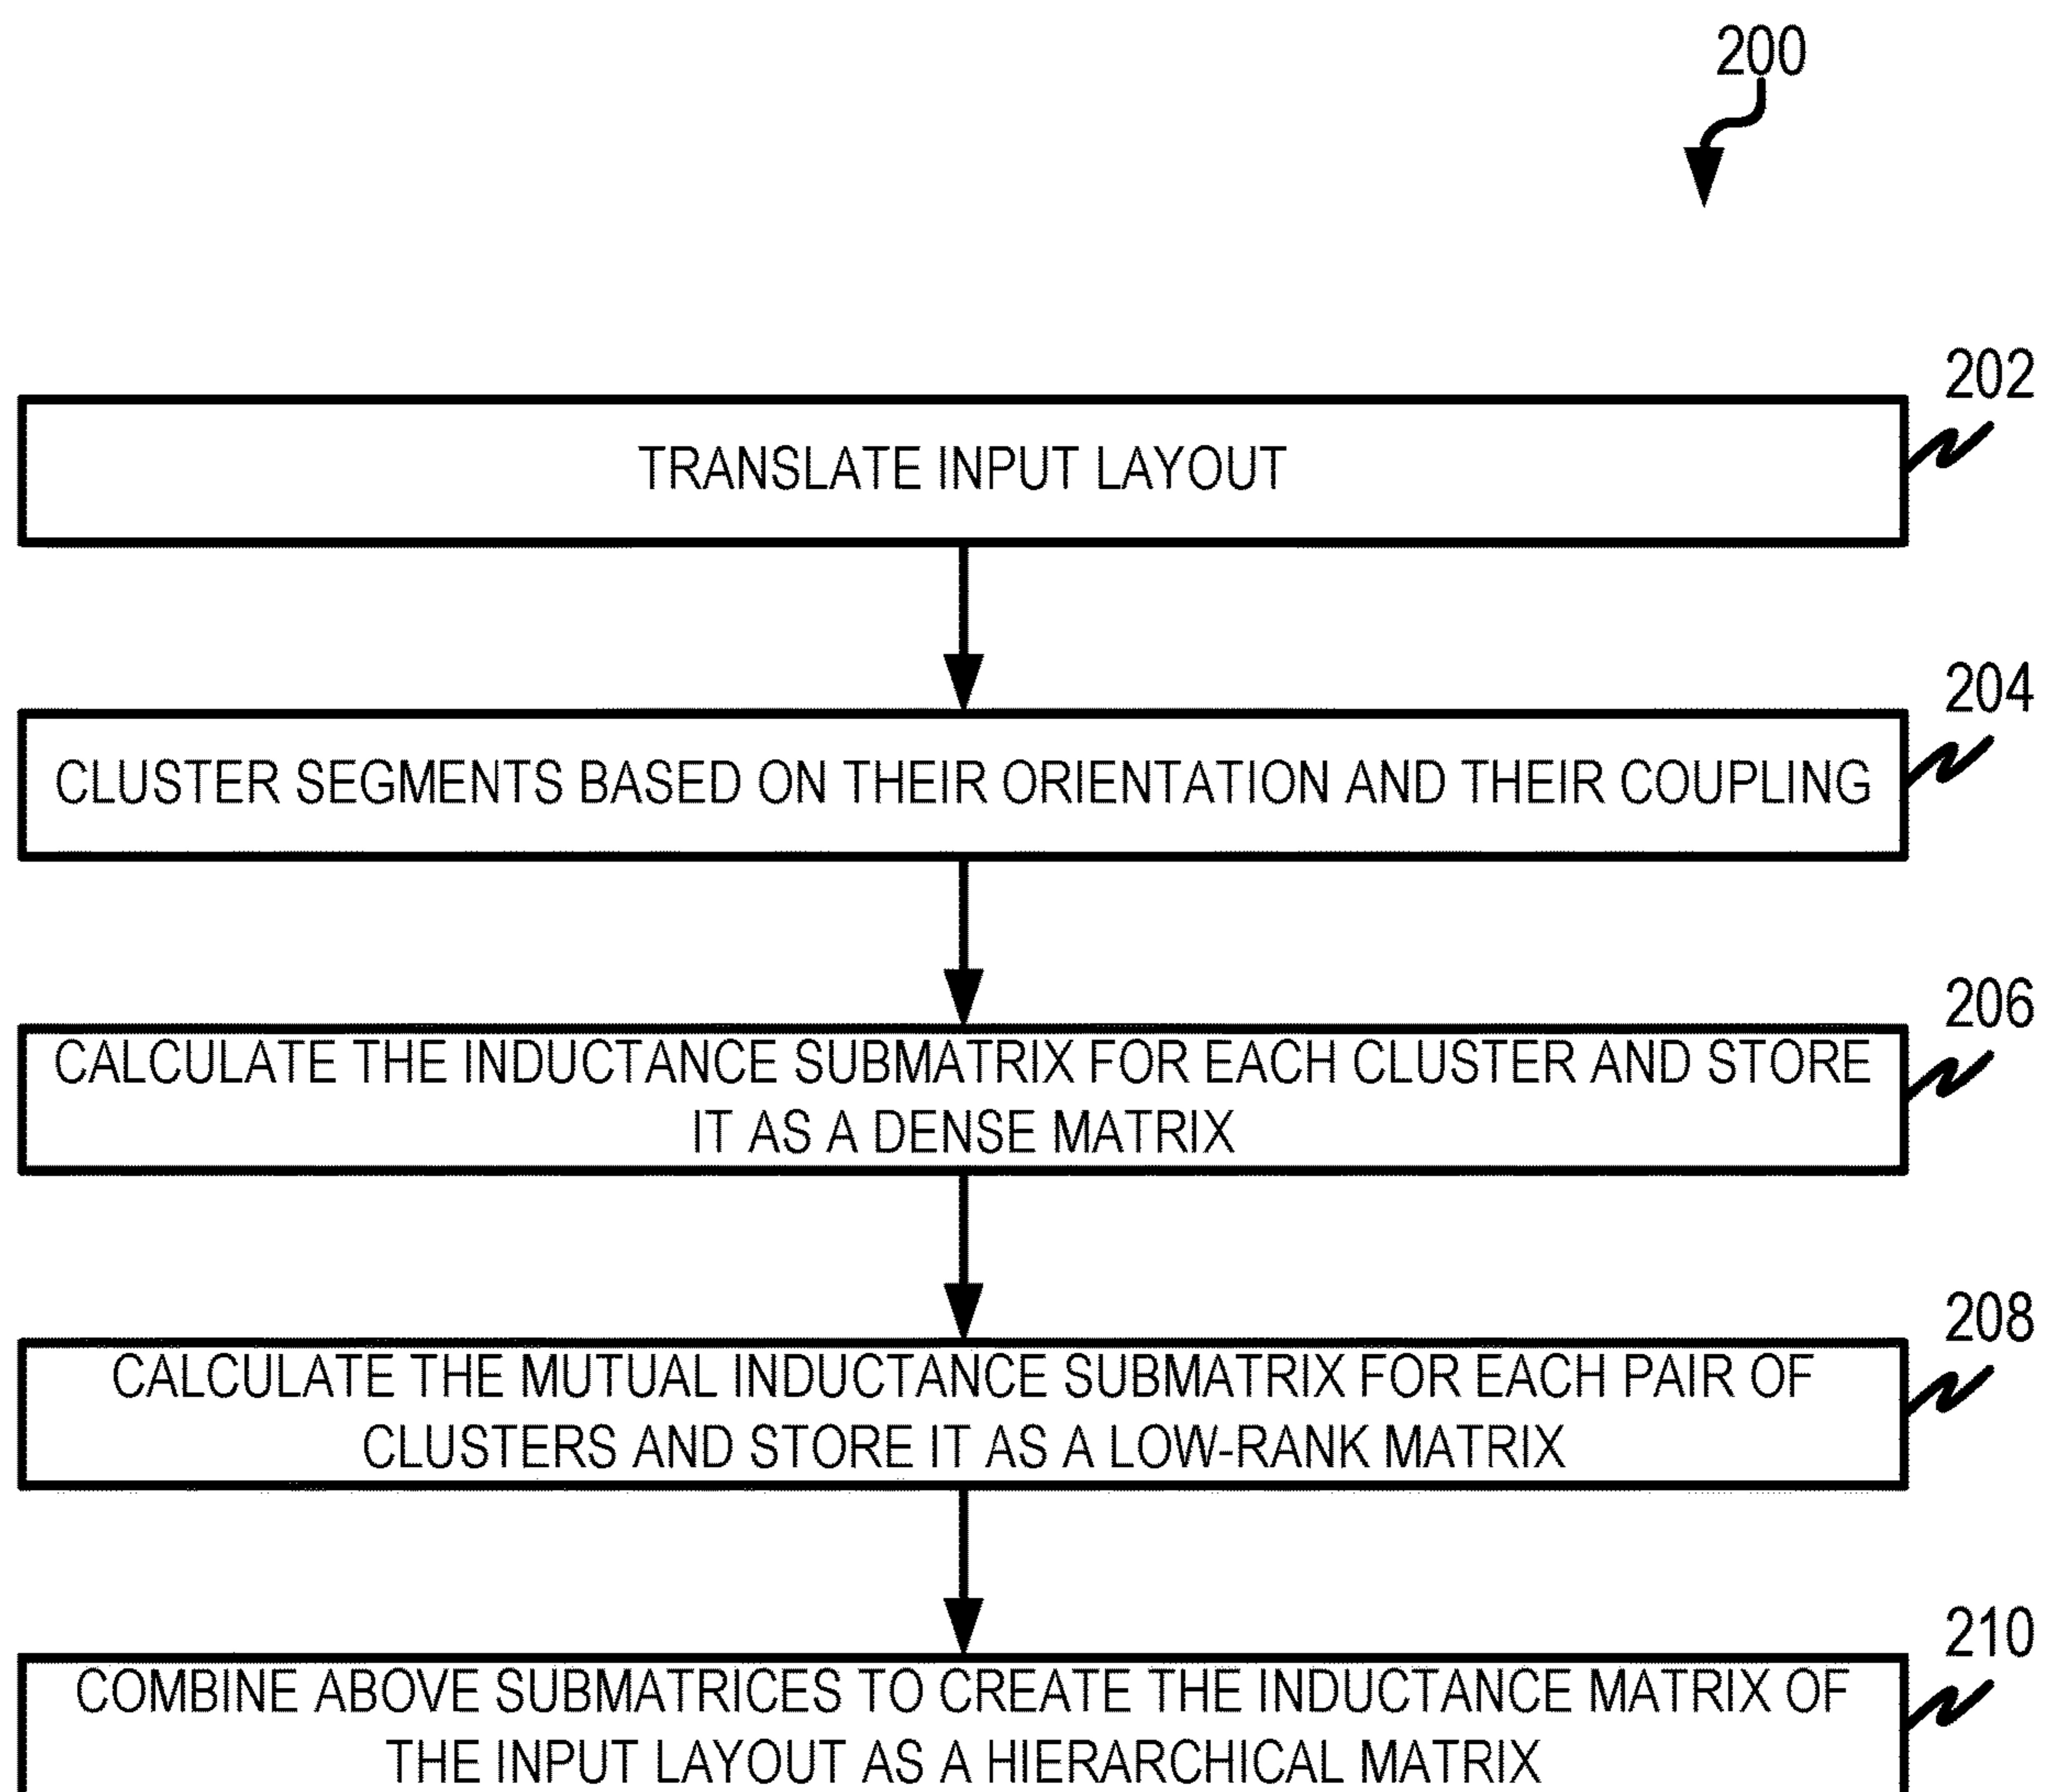 200
202
TRANSLATE INPUT LAYOUT
204
CLUSTER SEGMENTS BASED ON THEIR ORIENTATION AND THEIR COUPLING
206
CALCULATE THE INDUCTANCE SUBMATRIX FOR EACH CLUSTER AND STORE
IT AS A DENSE MATRIX
208
CALCULATE THE MUTUAL INDUCTANCE SUBMATRIX FOR EACH PAIR OF
CLUSTERS AND STORE IT AS A LOW-RANK MATRIX
210
COMBINE ABOVE SUBMATRICES TO CREATE THE INDUCTANCE MATRIX OF
THE INPUT LAYOUT AS A HIERARCHICAL MATRIX